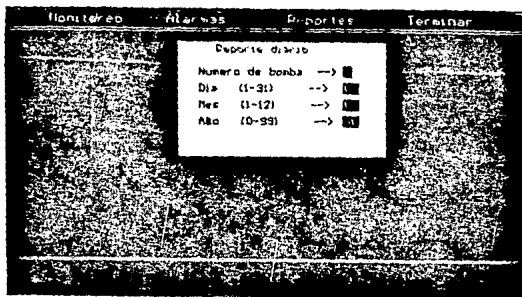 Monitoreo Alarmas Reportes Terminar
Reporte diario
Numero de bomba -->
Dia (1-31) -->
Mes (1-12) -->
Año (0-99) -->